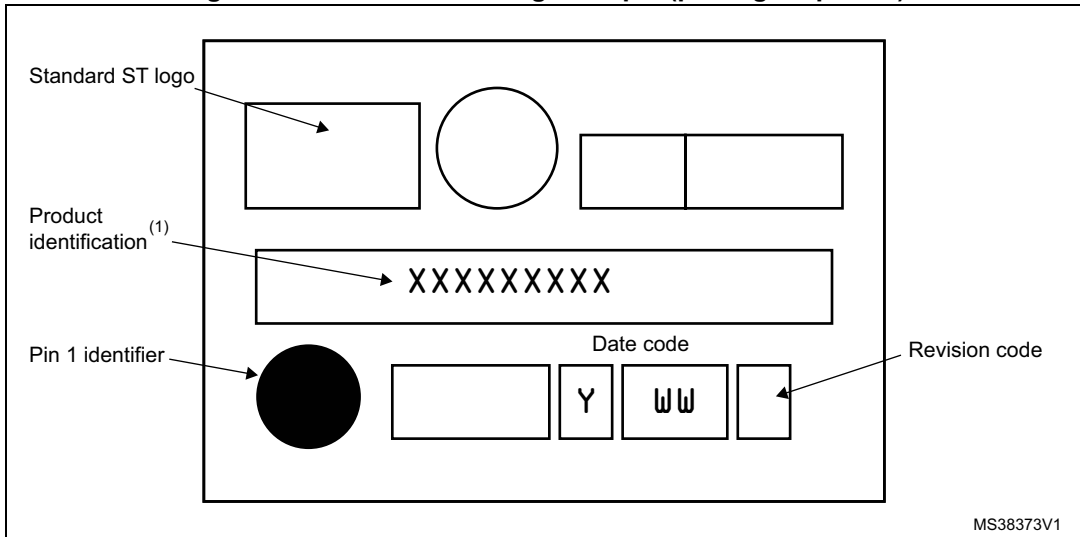 Standard ST logo
Product
identification(1)
XXXXXXXXX
Date code
Pin 1 identifier
Revision code
Y
WW
MS38373V1